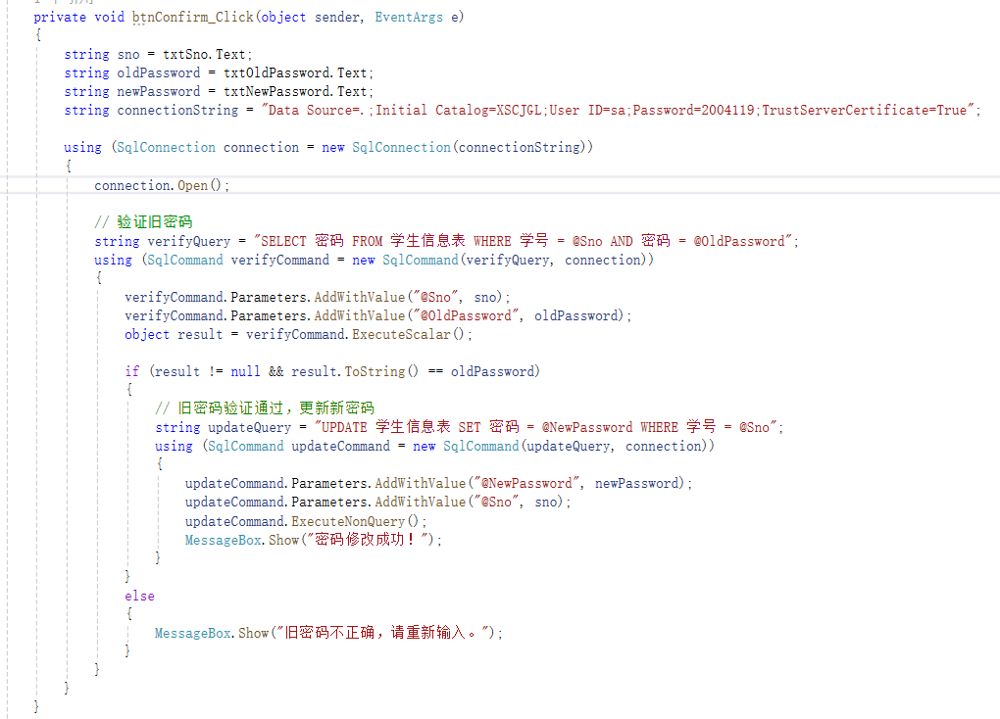 private void btnConfirm_Click(object sender, EventArgs e)
{
string sno = txtSno.Text;
string oldPassword = txtOldPassword.Text;
string newPassword = txtNewPassword.Text;
string connectionString = "Data Source=.;Initial Catalog=XSCJGL;User ID=sa;Password=2004119;TrustServerCertificate=True";
using (SqlConnection connection = new SqlConnection(connectionString))
{
connection.Open();
// 验证旧密码
string verifyQuery = "SELECT 密码 FROM 学生信息表 WHERE 学号 = @Sno AND 密码 = @OldPassword";
using (SqlCommand verifyCommand = new SqlCommand(verifyQuery, connection))
{
verifyCommand.Parameters.AddWithValue("@Sno", sno);
verifyCommand.Parameters.AddWithValue("@OldPassword", oldPassword);
object result = verifyCommand.ExecuteScalar();
if (result != null && result.ToString() == oldPassword)
{
// 旧密码验证通过，更新新密码
string updateQuery = "UPDATE 学生信息表 SET 密码 = @NewPassword WHERE 学号 = @Sno";
using (SqlCommand updateCommand = new SqlCommand(updateQuery, connection))
{
updateCommand.Parameters.AddWithValue("@NewPassword", newPassword);
updateCommand.Parameters.AddWithValue("@Sno", sno);
updateCommand.ExecuteNonQuery();
MessageBox.Show("密码修改成功！");
}
}
else
{
MessageBox.Show("旧密码不正确，请重新输入。");
}
}
}
}